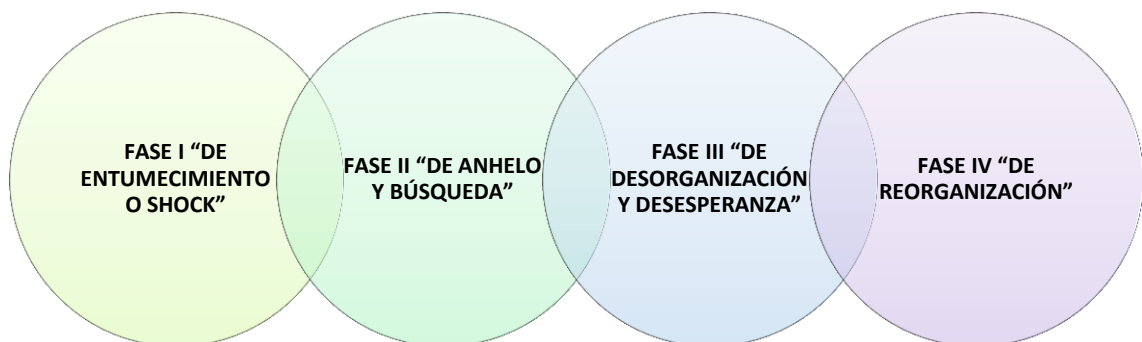 FASE I “DE
ENTUMECIMIENTO
O SHOCK”
FASE II “DE ANHELO
Y BÚSQUEDA”
FASE III “DE
DESORGANIZACIÓN
Y DESESPERANZA”
FASE IV “DE
REORGANIZACIÓN”